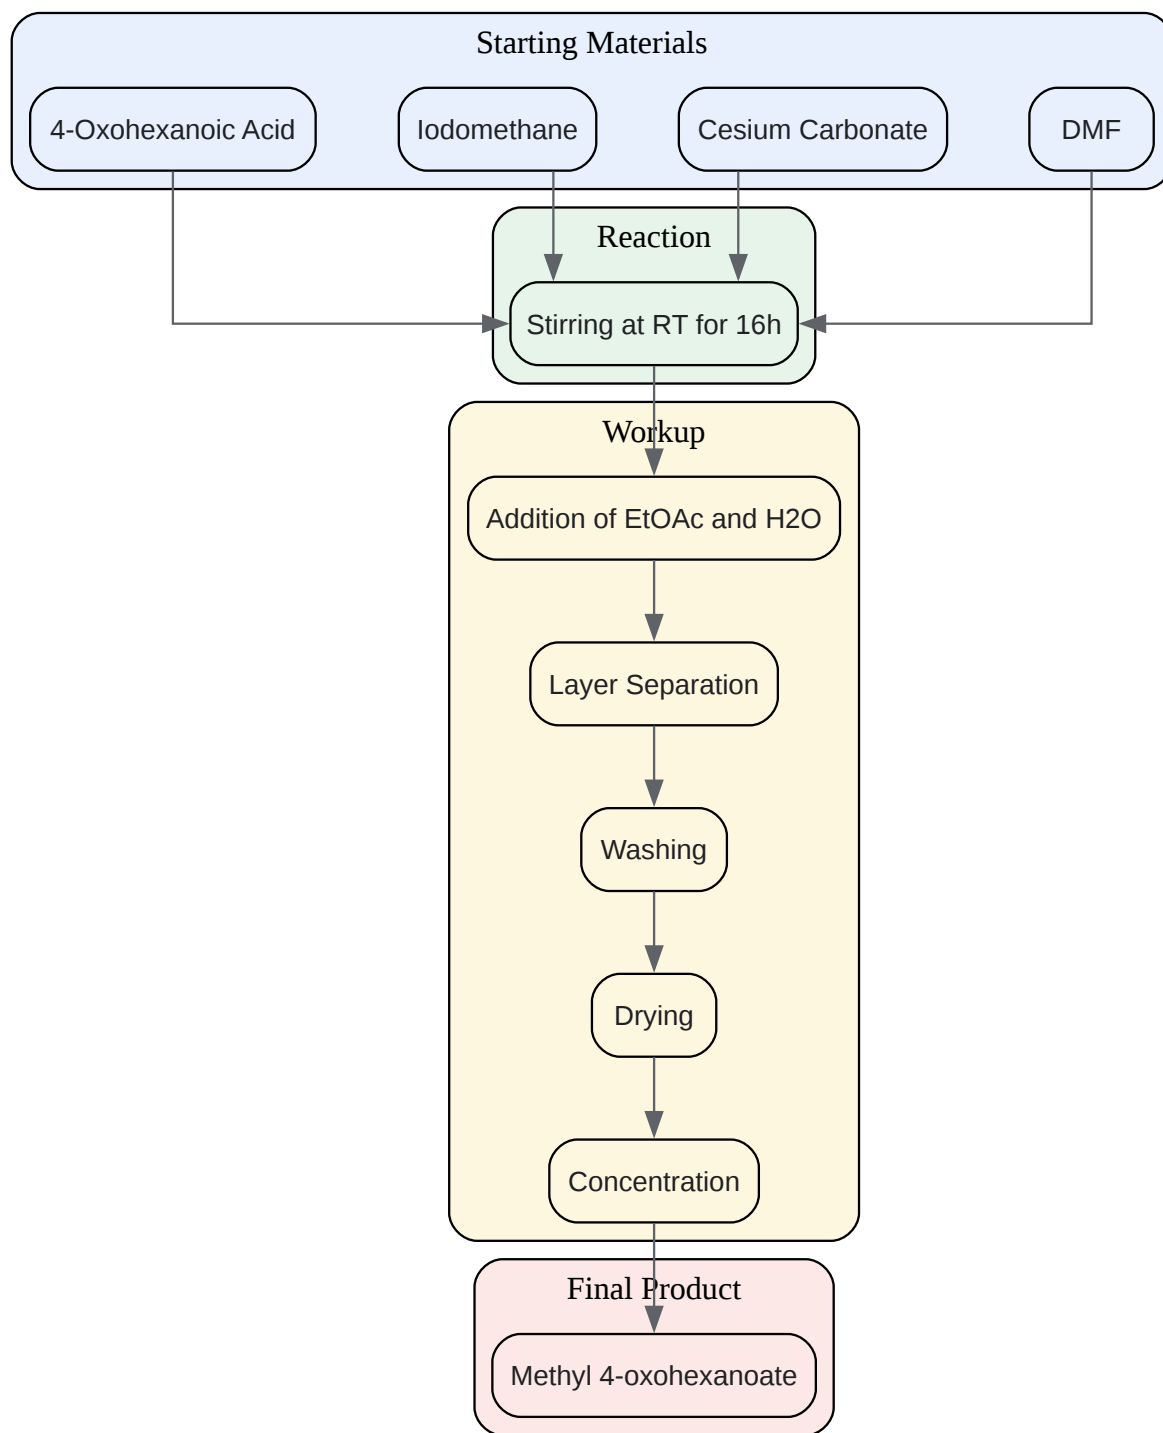 Starting Materials
4-Oxohexanoic Acid
Iodomethane
Cesium Carbonate
DMF
Reaction
Stirring at RT for 16h
Workup
Addition of EtOAc and H2O
Layer Separation
Washing
Drying
Concentration
Final Product
Methyl 4-oxohexanoate